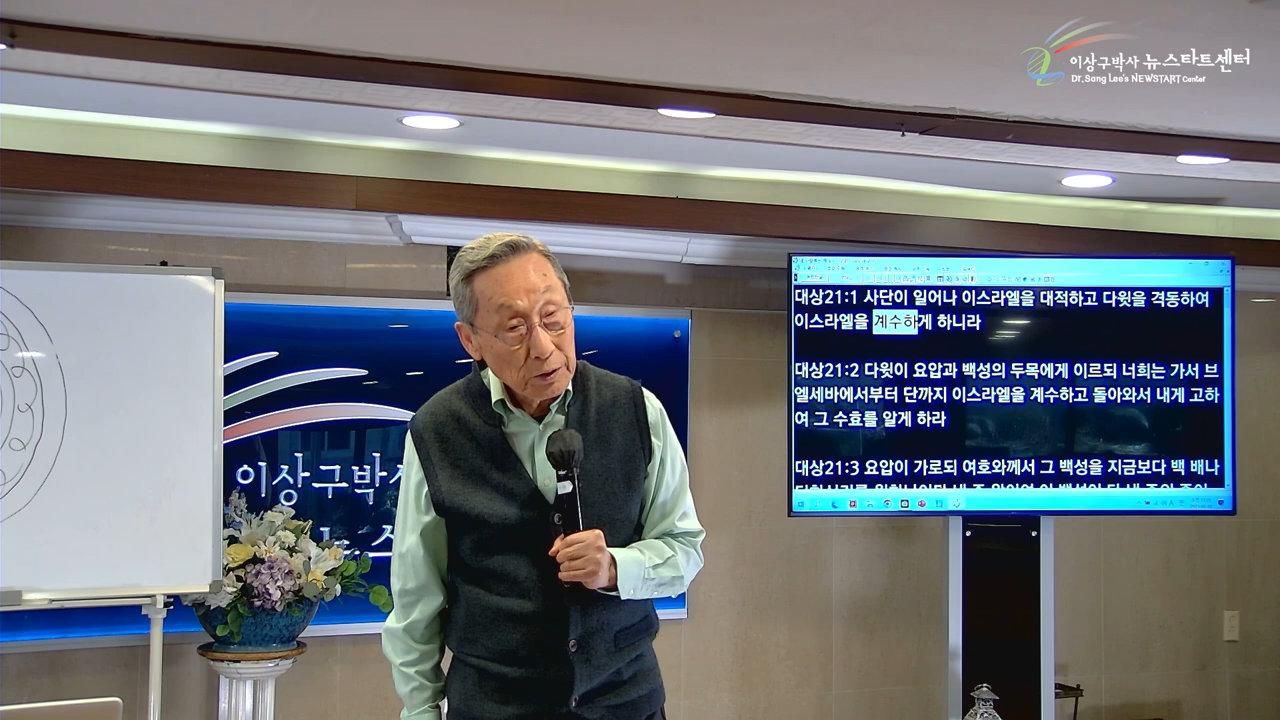 이상구박사 뉴스타트센터
Dr. Sang Lee's NEWSTART Center
대상21:1 사단이 일어나 이스라엘을 대적하고 다윗을 격동하여
이스라엘을 계수하게 하니라
대상21:2 다윗이 요압과 백성의 두목에게 이르되 너희는 가서 브
엘세바에서부터 단까지 이스라엘을 계수하고 돌아와서 내게 고하
여 그 수효를 알게 하라
대상21:3 요압이 가로되 여호와께서 그 백성을 지금보다 백 배나
이상구박사
스